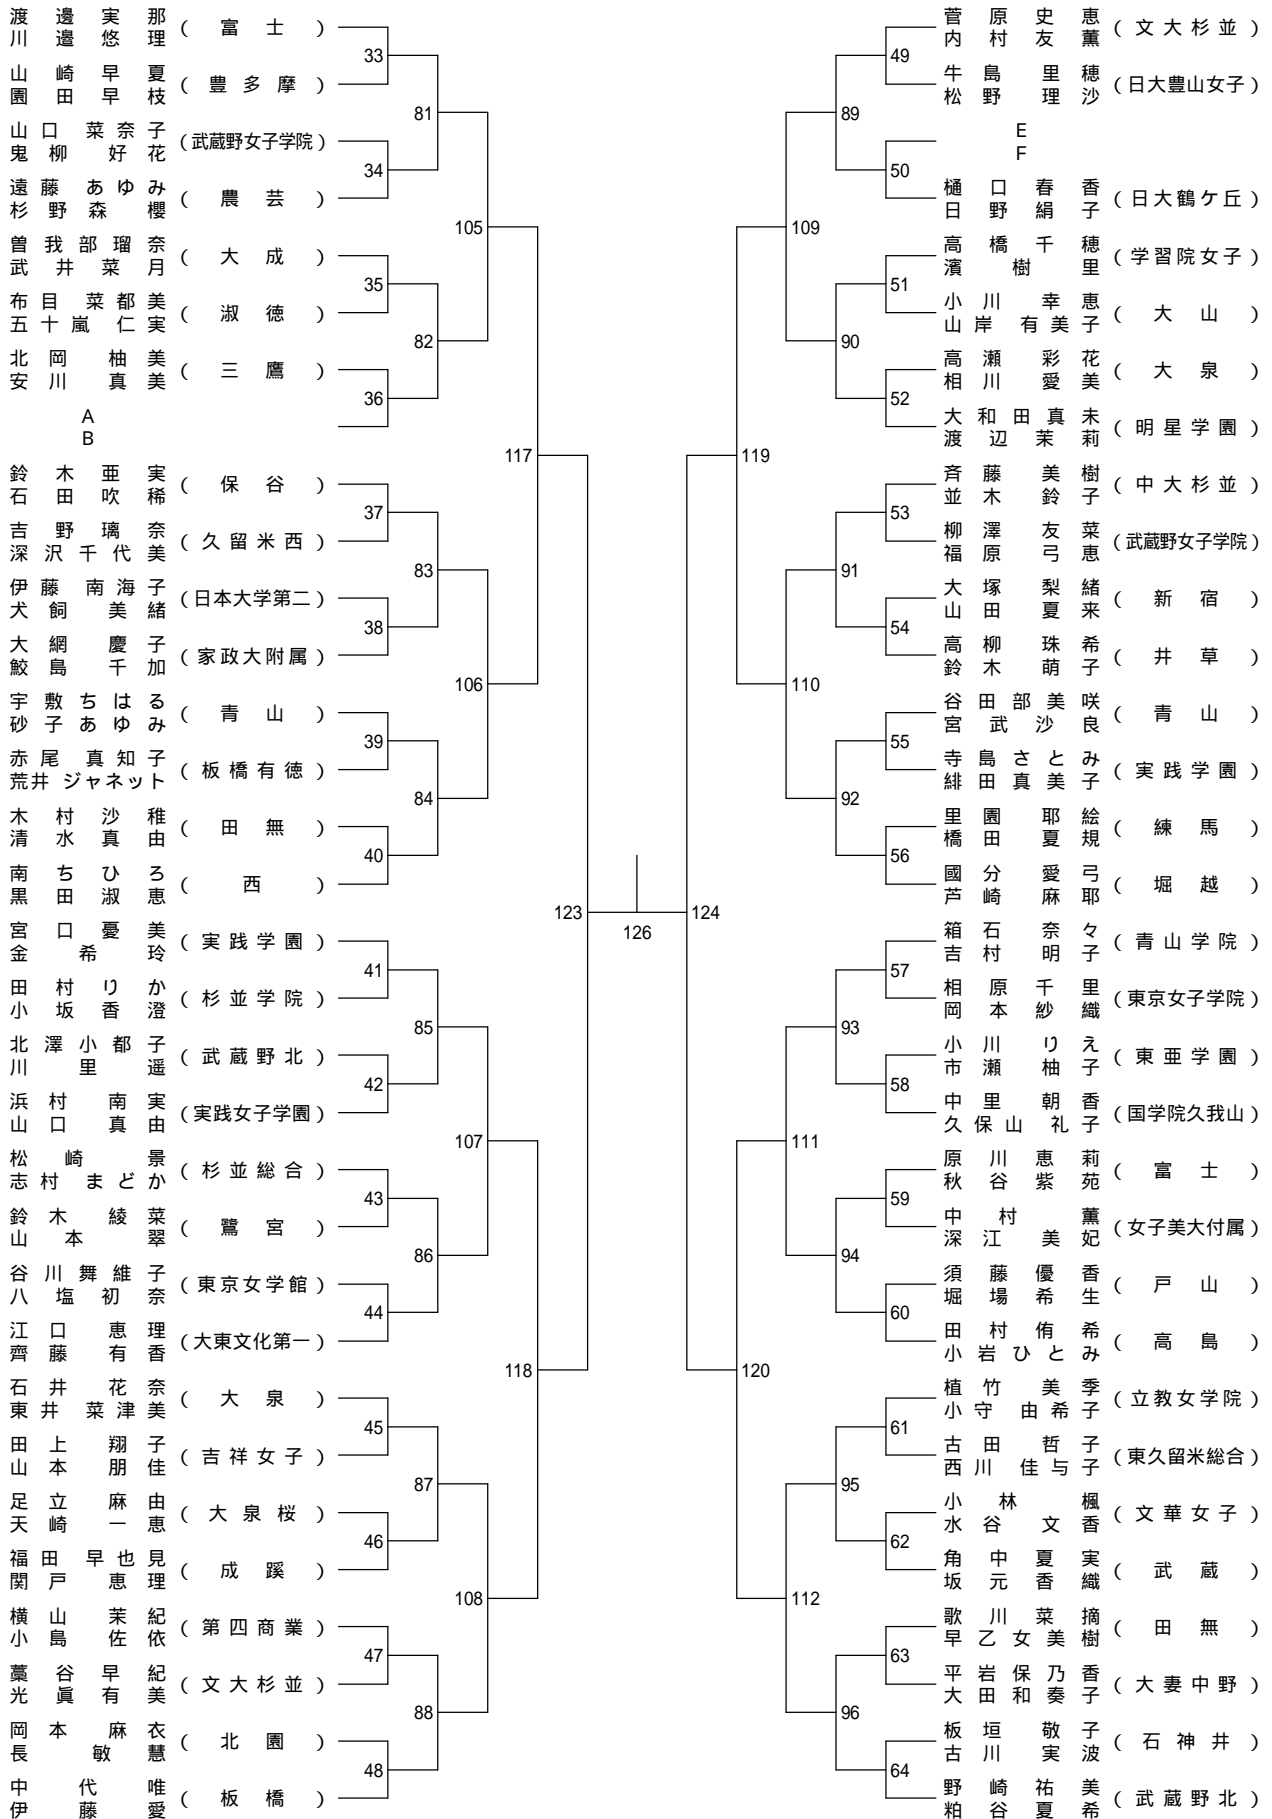 渡邊実那
川邉悠理
(富士)
33
山崎早夏
園田早枝
(豊多摩)
81
山口菜奈子
鬼柳好花
(武蔵野女子学院)
34
遠藤あゆみ
杉野森櫻
(農芸)
105
曽我部瑠奈
武井菜月
(大成)
35
布目菜都美
五十嵐仁実
(淑徳)
82
北岡柚美
安川真美
(三鷹)
36
A
B
117
鈴木亜実
石田吹稀
(保谷)
37
吉野璃奈
深沢千代美
(久留米西)
83
伊藤南海子
犬飼美緒
(日本大学第二)
38
大網慶子
鮫島千加
(家政大附属)
106
宇敷ちはる
砂子あゆみ
(青山)
39
赤尾真知子
荒井ジャネット
(板橋有徳)
84
木村沙稚
清水真由
(田無)
40
南ちひろ
黒田淑恵
(西)
123
宮口憂美
金希玲
(実践学園)
41
田村りか
小坂香澄
(杉並学院)
85
北澤小都子
川里遥
(武蔵野北)
42
浜村南実
山口真由
(実践女子学園)
107
松崎景
志村まどか
(杉並総合)
43
鈴木綾菜
山本翠
(鷺宮)
86
谷川舞維子
八塩初奈
(東京女学館)
44
江口恵理
齊藤有香
(大東文化第一)
118
石井花奈
東井菜津美
(大泉)
45
田上翔子
山本朋佳
(吉祥女子)
87
足立麻由
天崎一恵
(大泉桜)
46
福田早也見
関戸恵理
(成蹊)
108
横山茉紀
小島佐依
(第四商業)
47
藁谷早紀
光眞有美
(文大杉並)
88
岡本麻衣
長敏慧
(北園)
48
中代唯
伊藤愛
(板橋)
126
菅原史恵
内村友薫
(文大杉並)
49
牛島里穂
松野理沙
(日大豊山女子)
89
E
F
50
樋口春香
日野絹子
(日大鶴ケ丘)
109
高橋千穂
濱樹里
(学習院女子)
51
小川幸恵
山岸有美子
(大山)
90
高瀬彩花
相川愛美
(大泉)
52
大和田真未
渡辺茉莉
(明星学園)
119
斉藤美樹
並木鈴子
(中大杉並)
53
柳澤友菜
福原弓恵
(武蔵野女子学院)
91
大塚梨緒
山田夏来
(新宿)
54
高柳珠希
鈴木萌子
(井草)
110
谷田部美咲
宮武沙良
(青山)
55
寺島さとみ
緋田真美子
(実践学園)
92
里園耶絵
橋田夏規
(練馬)
56
國分愛弓
芦崎麻耶
(堀越)
124
箱石奈々
吉村明子
(青山学院)
57
相原千里
岡本紗織
(東京女子学院)
93
小川りえ
市瀬柚子
(東亜学園)
58
中里朝香
久保山礼子
(国学院久我山)
111
原川恵莉
秋谷紫苑
(富士)
59
中村薫
深江美妃
(女子美大付属)
94
須藤優香
堀場希生
(戸山)
60
田村侑希
小岩ひとみ
(高島)
120
植竹美季
小守由希子
(立教女学院)
61
古田哲子
西川佳与子
(東久留米総合)
95
小林楓
水谷文香
(文華女子)
62
角中夏実
坂元香織
(武蔵)
112
歌川菜摘
早乙女美樹
(田無)
63
平岩保乃香
大田和奏子
(大妻中野)
96
板垣敬子
古川実波
(石神井)
64
野崎祐美
粕谷夏希
(武蔵野北)